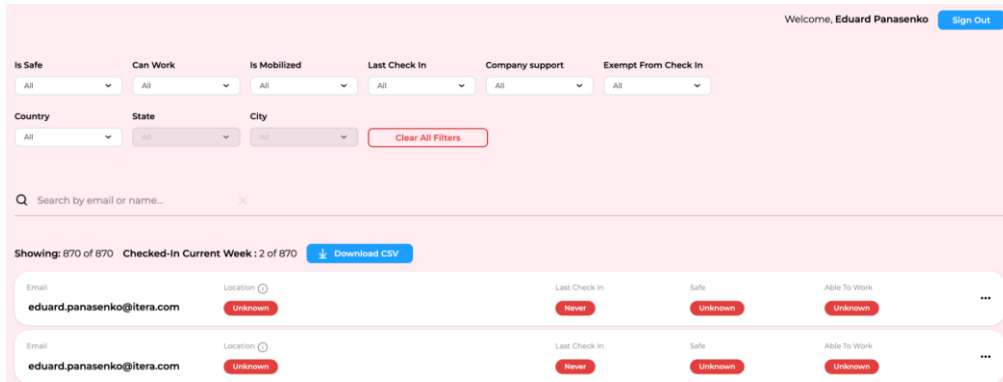 Welcome, Eduard Panasenko Sign Out
Is Safe Can Work Is Mobilized Last Check In Company support Exempt From Check In
All All All All All All
Country State City
All All All Clear All Filters
Search by email or name...
Showing: 870 of 870 Checked-In Current Week : 2 of 870 Download CSV
Email Location Last Check In Safe Able To Work
eduard.panasenko@itera.com Unknown Never Unknown Unknown
Email Location Last Check In Safe Able To Work
eduard.panasenko@itera.com Unknown Never Unknown Unknown